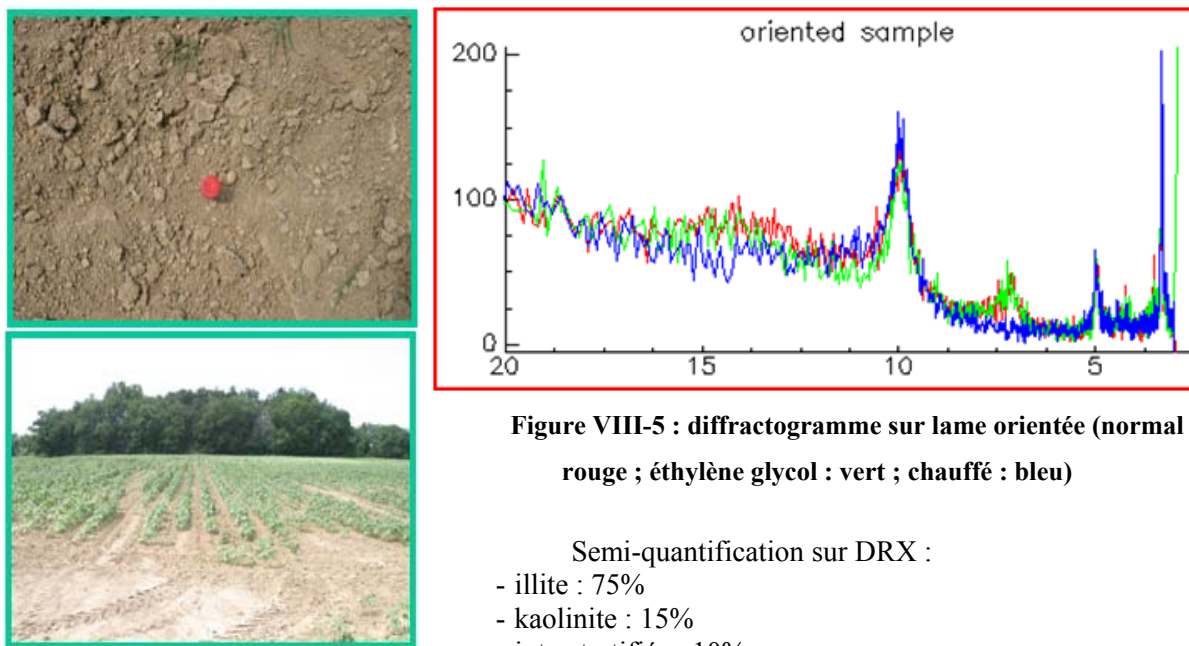 oriented sample
200
100
0
20 15 10 5
Figure VIII-5 : diffractogramme sur lame orientée (normal
rouge ; éthylène glycol : vert ; chauffé : bleu)
Semi-quantification sur DRX :
- illite : 75%
- kaolinite : 15%